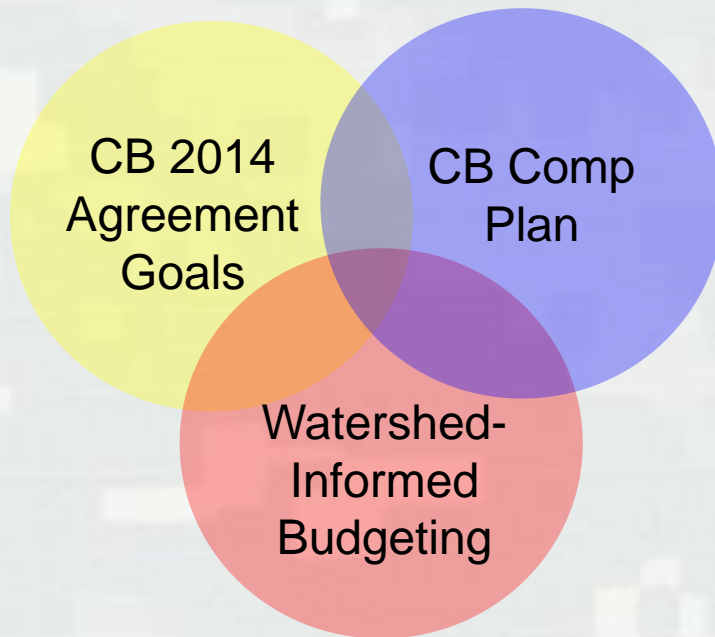 CB 2014
Agreement
Goals
CB Comp
Plan
Watershed-
Informed
Budgeting